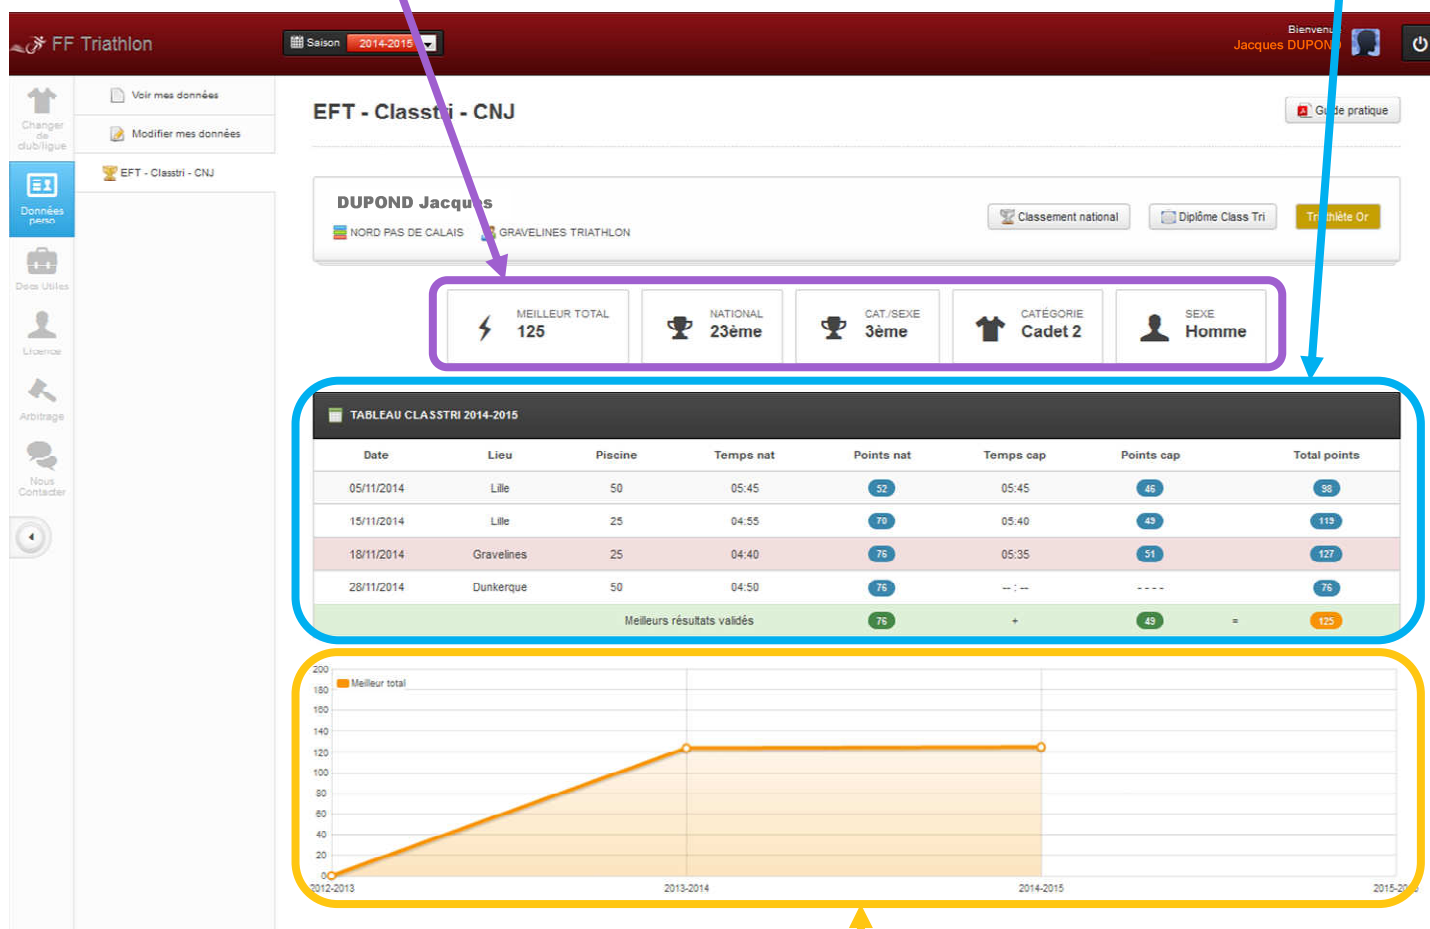 FF Triathlon
Saison 2014-2015
Bienvenu
Jacques DUPOND
Changer
de
club/ligue
Données
perso
Docs Utiles
Licence
Arbitrage
Nous
Contacter
Voir mes données
Modifier mes données
EFT - Classtri - CNJ
EFT - Classtri - CNJ
Guide pratique
DUPOND Jacques
NORD PAS DE CALAIS GRAVELINES TRIATHLON
Classement national Diplôme Class Tri Triathlète Or
MEILLEUR TOTAL
125
NATIONAL
23ème
CAT./SEXE
3ème
CATÉGORIE
Cadet 2
SEXE
Homme
TABLEAU CLASSTRI 2014-2015
Date Lieu Piscine Temps nat Points nat Temps cap Points cap Total points
05/11/2014 Lille 50 05:45 52 05:45 46 98
15/11/2014 Lille 25 04:55 70 05:40 49 119
18/11/2014 Gravelines 25 04:40 76 05:35 51 127
28/11/2014 Dunkerque 50 04:50 76 -- : -- - - - - 76
Meilleurs résultats validés 76 + 49 = 125
Meilleur total
200
180
160
140
120
100
80
60
40
20
0
2012-2013 2013-2014 2014-2015 2015-2016